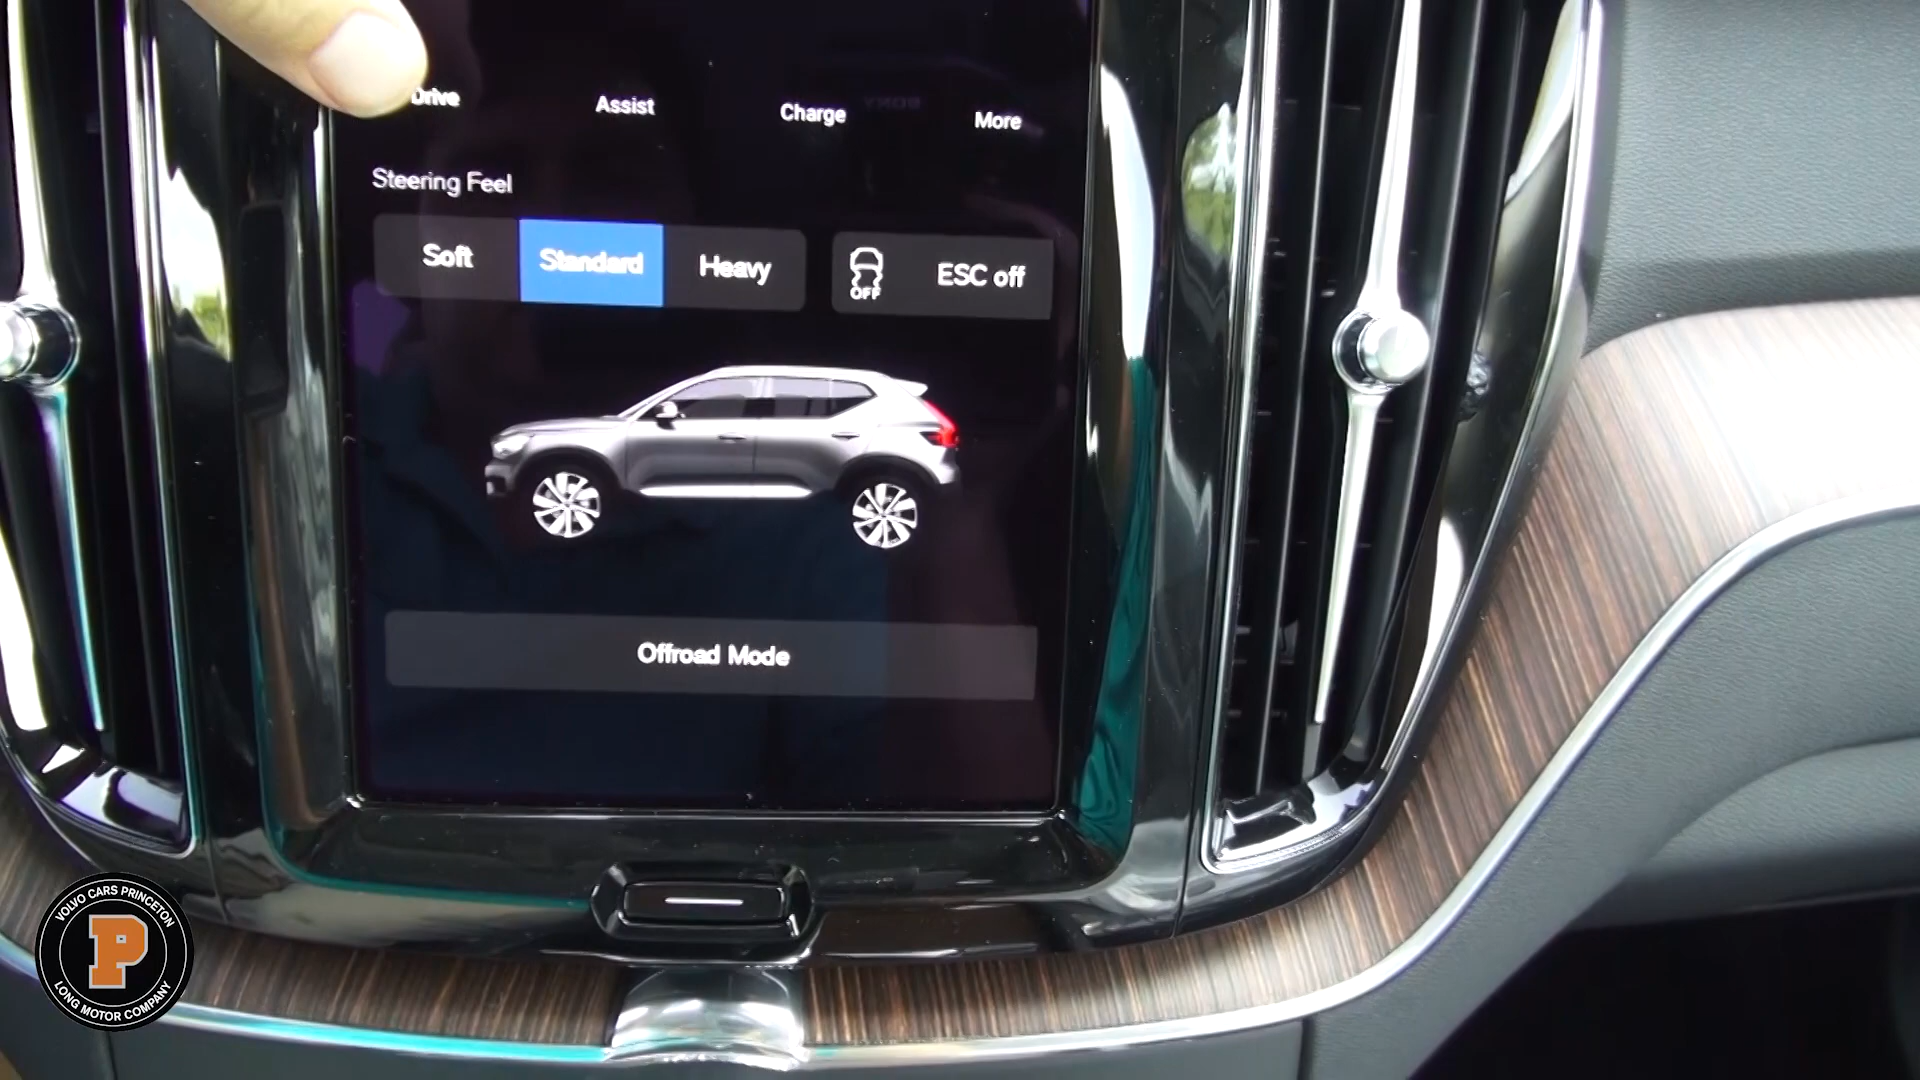 Drive Assist Charge More
Steering Feel
Soft Standard Heavy OFF ESC off
Offroad Mode
VOLVO CARS PRINCETON
P
LONG MOTOR COMPANY